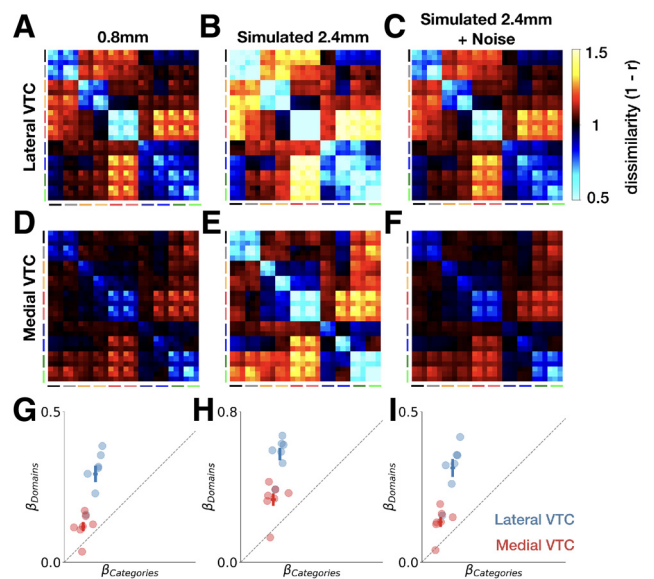 A
0.8mm
B
Simulated 2.4mm
C
Simulated 2.4mm
+ Noise
Lateral VTC
1.5
1
0.5
dissimilarity (1 - r)
D
E
F
Medial VTC
G
0.5
0.0
βDomains
βCategories
H
0.8
0.0
βDomains
βCategories
I
0.5
0.0
βDomains
βCategories
Lateral VTC
Medial VTC